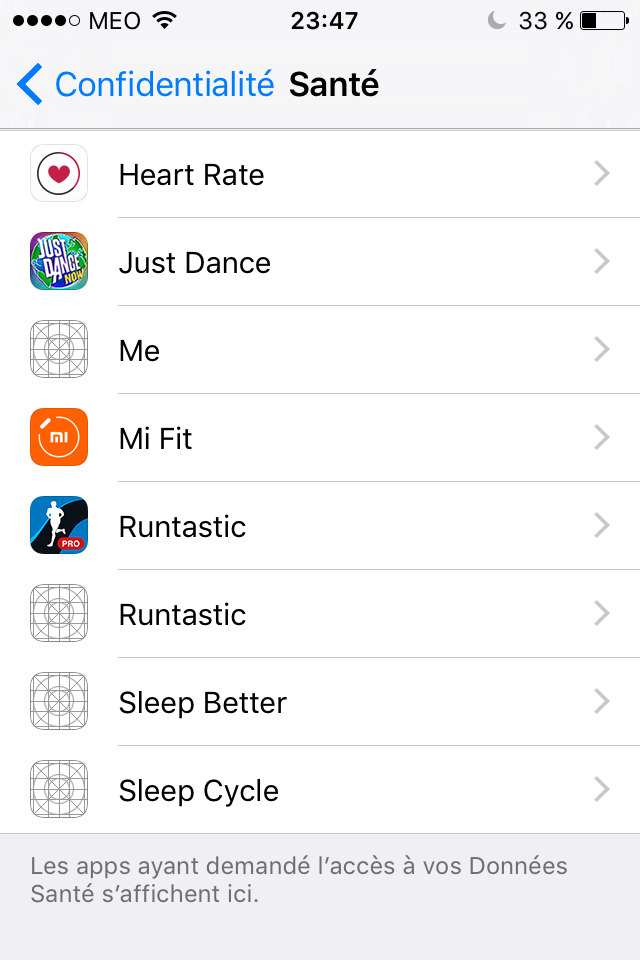 MEO 23:47 33 %
Confidentialité Santé
Heart Rate
JUST DANCE NOW
Just Dance
Me
mi
Mi Fit
PRO
Runtastic
Runtastic
Sleep Better
Sleep Cycle
Les apps ayant demandé l’accès à vos Données
Santé s’affichent ici.